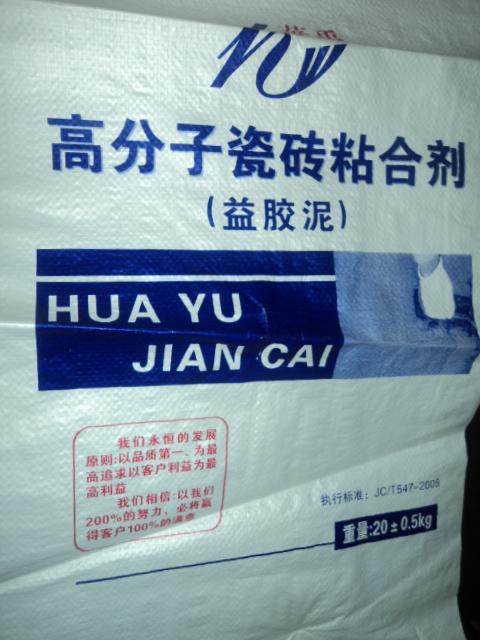 高分子瓷砖粘合剂
(益胶泥)
HUA YU
JIAN CAI
我们永恒的发展
原则:以品质第一、为最
高追求以客户利益为最
高利益
我们相信:以我们
200%的努力、必将赢
得客户100%的满意
执行标准: JC/T547-2005
重量:20±0.5kg